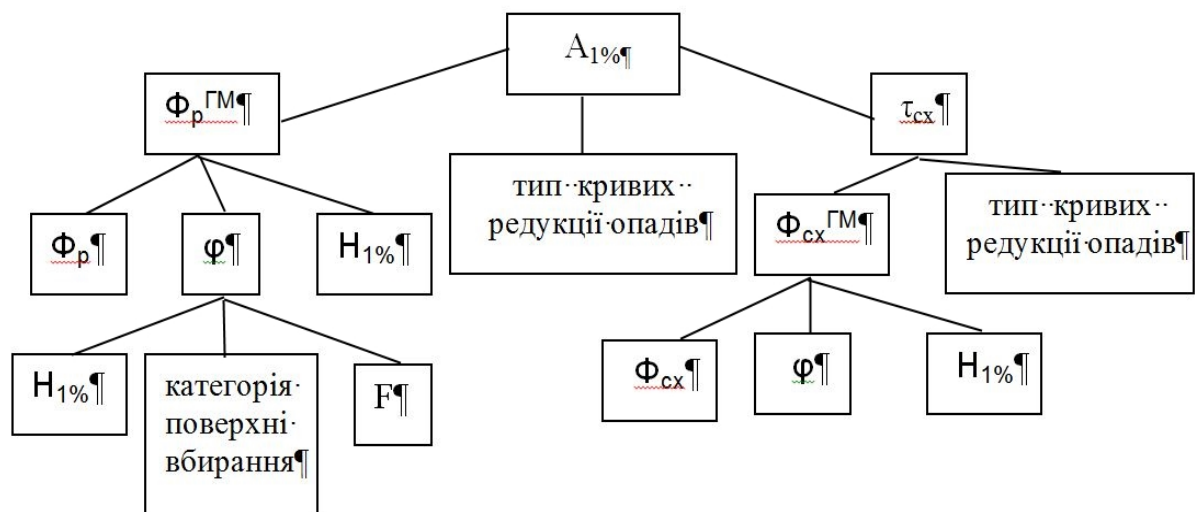 A1%¶
ФрГМ¶
τсх¶
тип··кривих··
редукції·опадів¶
ФсхГМ¶
тип··кривих··
редукції·опадів¶
Фр¶
φ¶
H1%¶
H1%¶
категорія·
поверхні·
вбирання¶
F¶
Фсх¶
φ¶
H1%¶